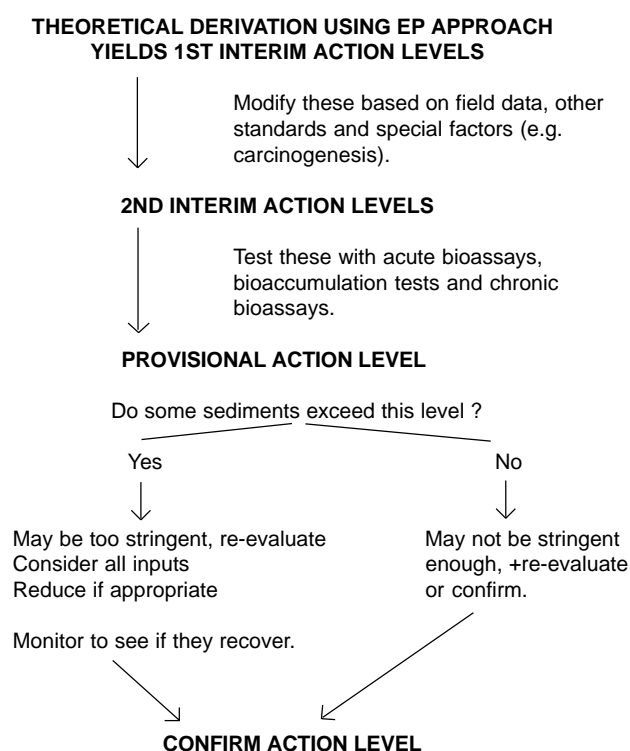 THEORETICAL DERIVATION USING EP APPROACH
YIELDS 1ST INTERIM ACTION LEVELS
Modify these based on field data, other
standards and special factors (e.g.
carcinogenesis).
2ND INTERIM ACTION LEVELS
Test these with acute bioassays,
bioaccumulation tests and chronic
bioassays.
PROVISIONAL ACTION LEVEL
Do some sediments exceed this level ?
Yes
No
May be too stringent, re-evaluate
Consider all inputs
Reduce if appropriate
Monitor to see if they recover.
May not be stringent
enough, +re-evaluate
or confirm.
CONFIRM ACTION LEVEL